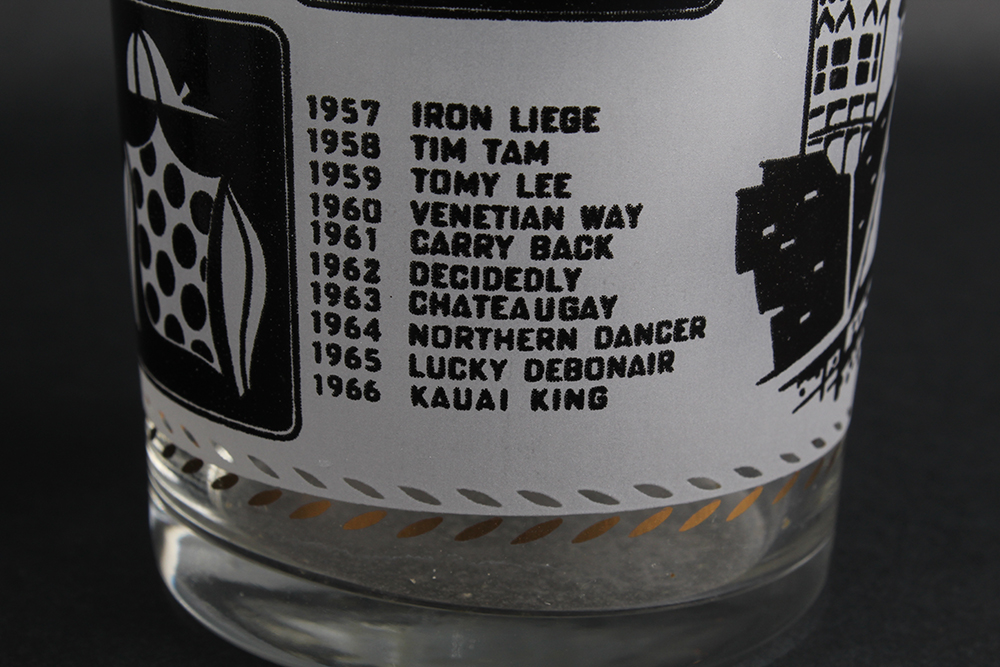 1957 IRON LIEGE
1958 TIM TAM
1959 TOMY LEE
1960 VENETIAN WAY
1961 CARRY BACK
1962 DECIDEDLY
1963 CHATEAUGAY
1964 NORTHERN DANCER
1965 LUCKY DEBONAIR
1966 KAUAI KING